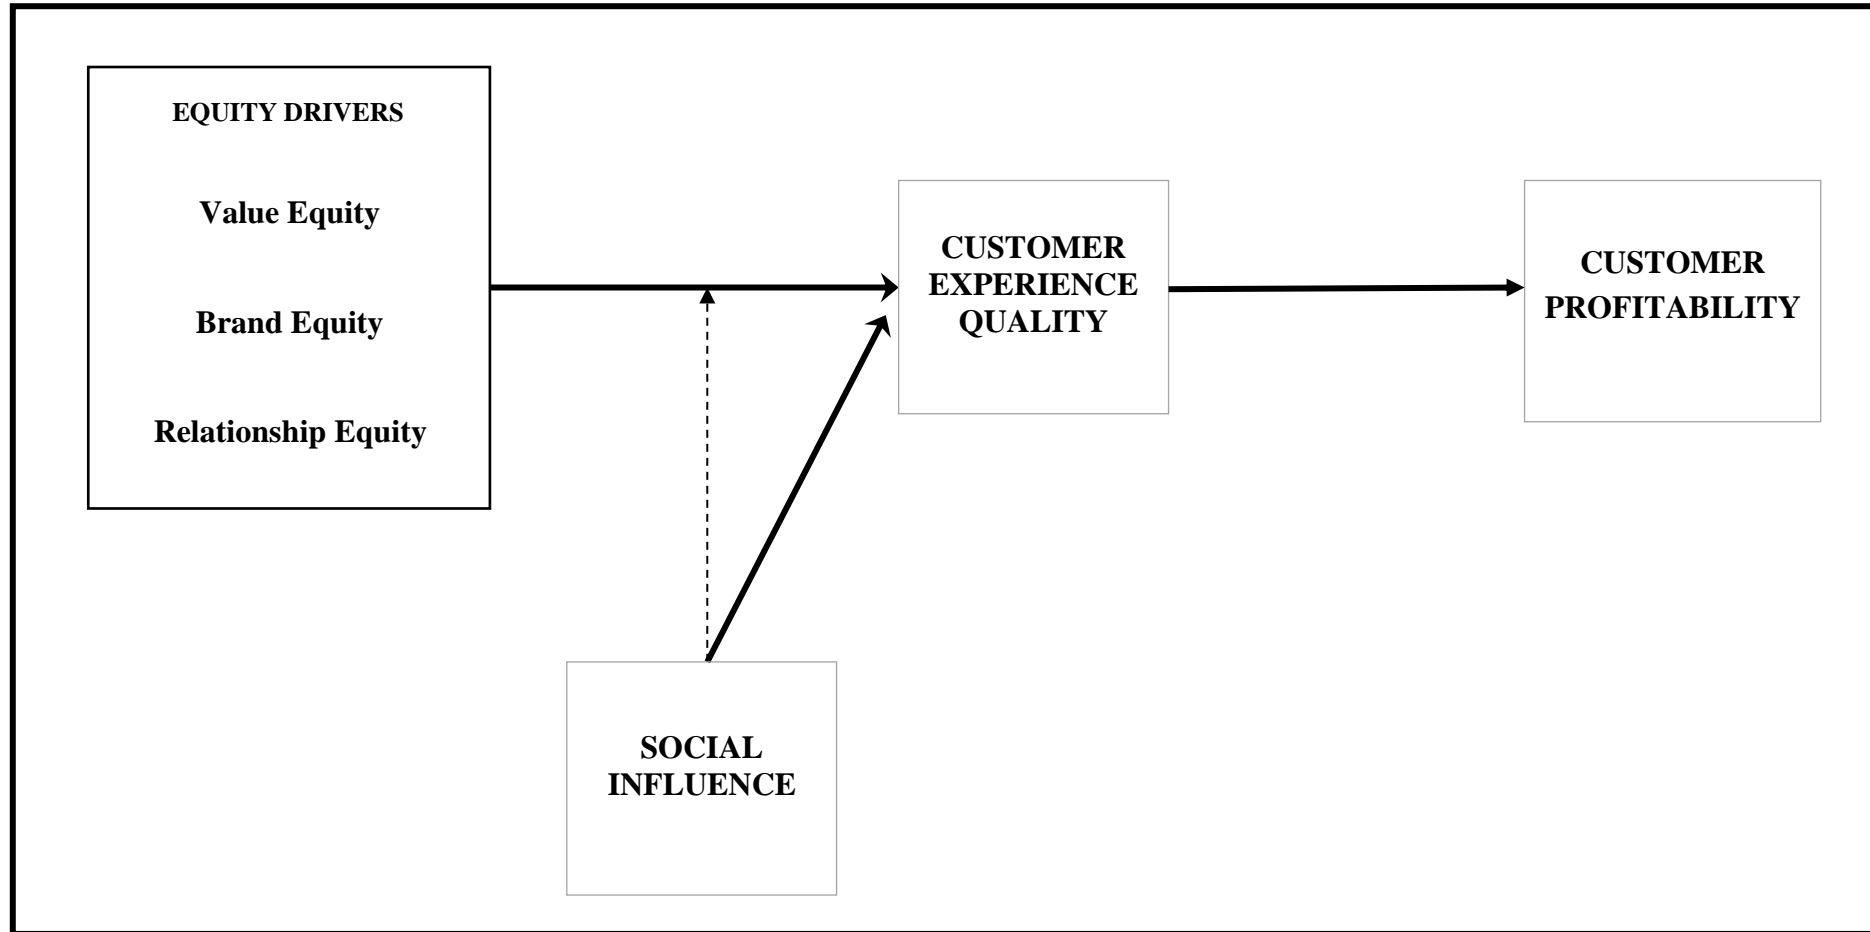 EQUITY DRIVERS
Value Equity
Brand Equity
Relationship Equity
CUSTOMER
EXPERIENCE
QUALITY
CUSTOMER
PROFITABILITY
SOCIAL
INFLUENCE